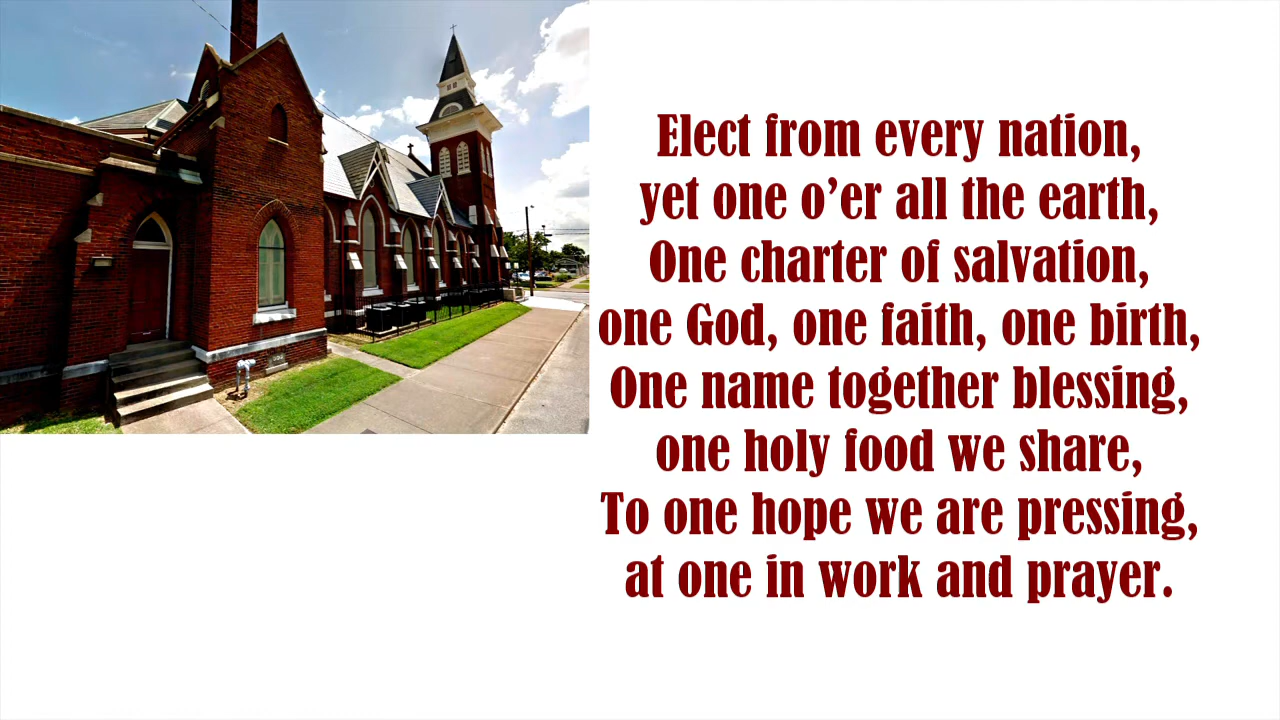 Elect from every nation,
yet one o’er all the earth,
One charter of salvation,
one God, one faith, one birth,
One name together blessing,
one holy food we share,
To one hope we are pressing,
at one in work and prayer.